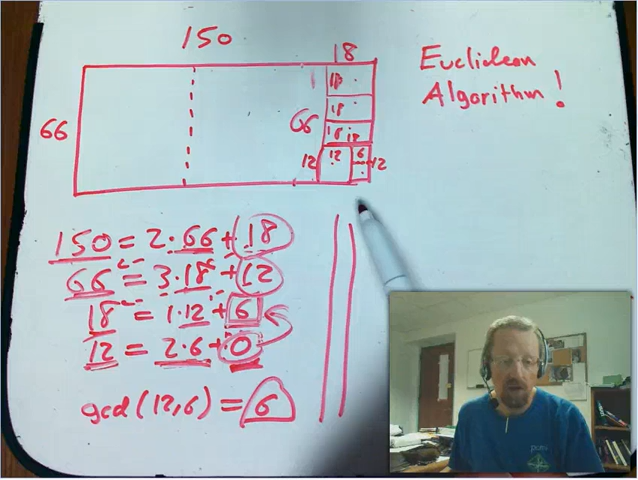 150
18
Euclidean
Algorithm!
66
66
18
18
18 18
12
12
6
12
150 = 2·66 + 18
66 = 3·18 + 12
18 = 1·12 + 6
12 = 2·6 + 0
gcd(12,6) = 6